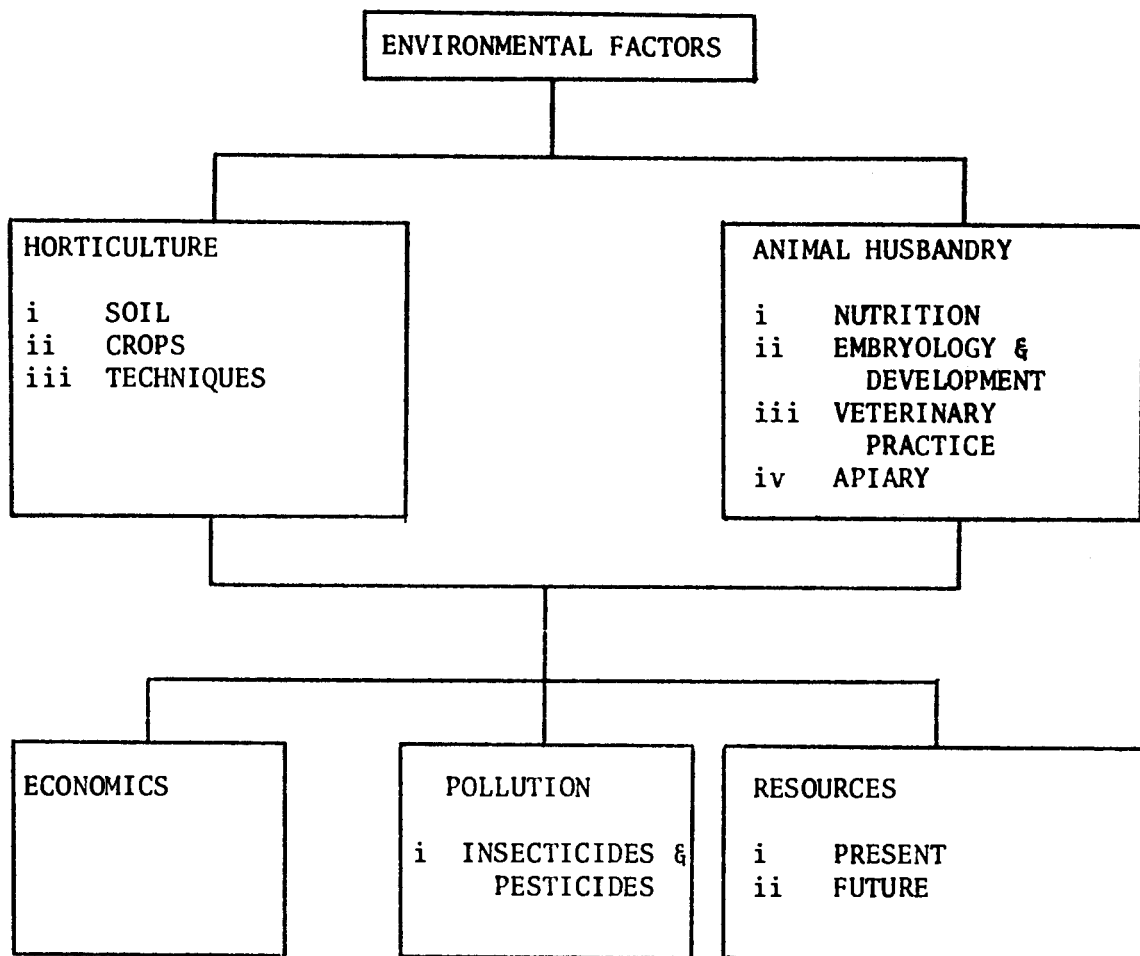 ENVIRONMENTAL FACTORS
HORTICULTURE
i SOIL
ii CROPS
iii TECHNIQUES
ANIMAL HUSBANDRY
i NUTRITION
ii EMBRYOLOGY &
DEVELOPMENT
iii VETERINARY
PRACTICE
iv APIARY
ECONOMICS
POLLUTION
i INSECTICIDES &
PESTICIDES
RESOURCES
i PRESENT
ii FUTURE